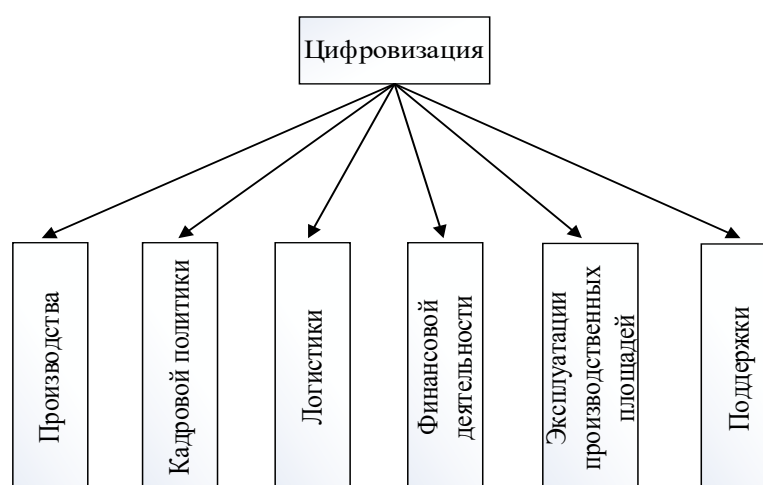 Цифровизация
Производства
Кадровой политики
Логистики
Финансовой
деятельности
Эксплуатации
производственных
площадей
Поддержки